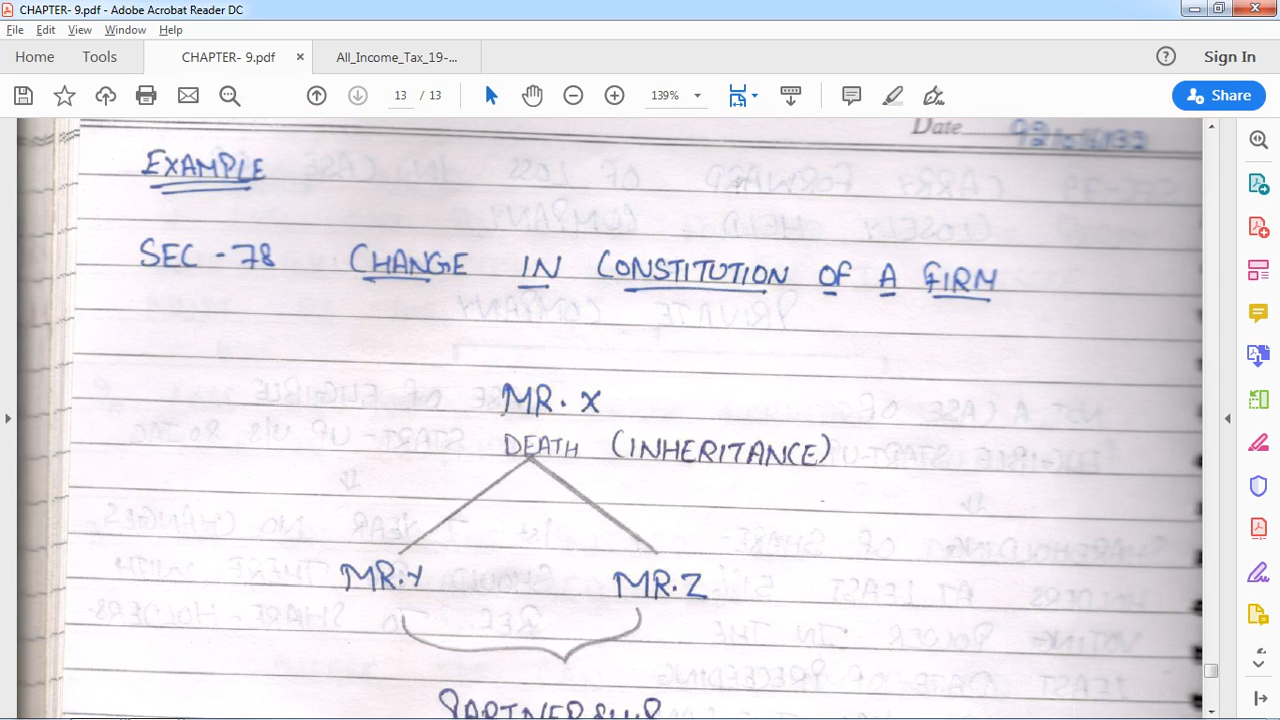 CHAPTER- 9.pdf - Adobe Acrobat Reader DC
File Edit View Window Help
Home Tools CHAPTER- 9.pdf × All_Income_Tax_19-...
Sign In
13 / 13 139% Share
Date
EXAMPLE
SEC - 78 CHANGE IN CONSTITUTION OF A FIRM
MR. X
DEATH (INHERITANCE)
MR.Y MR.Z
PARTNERSHIP